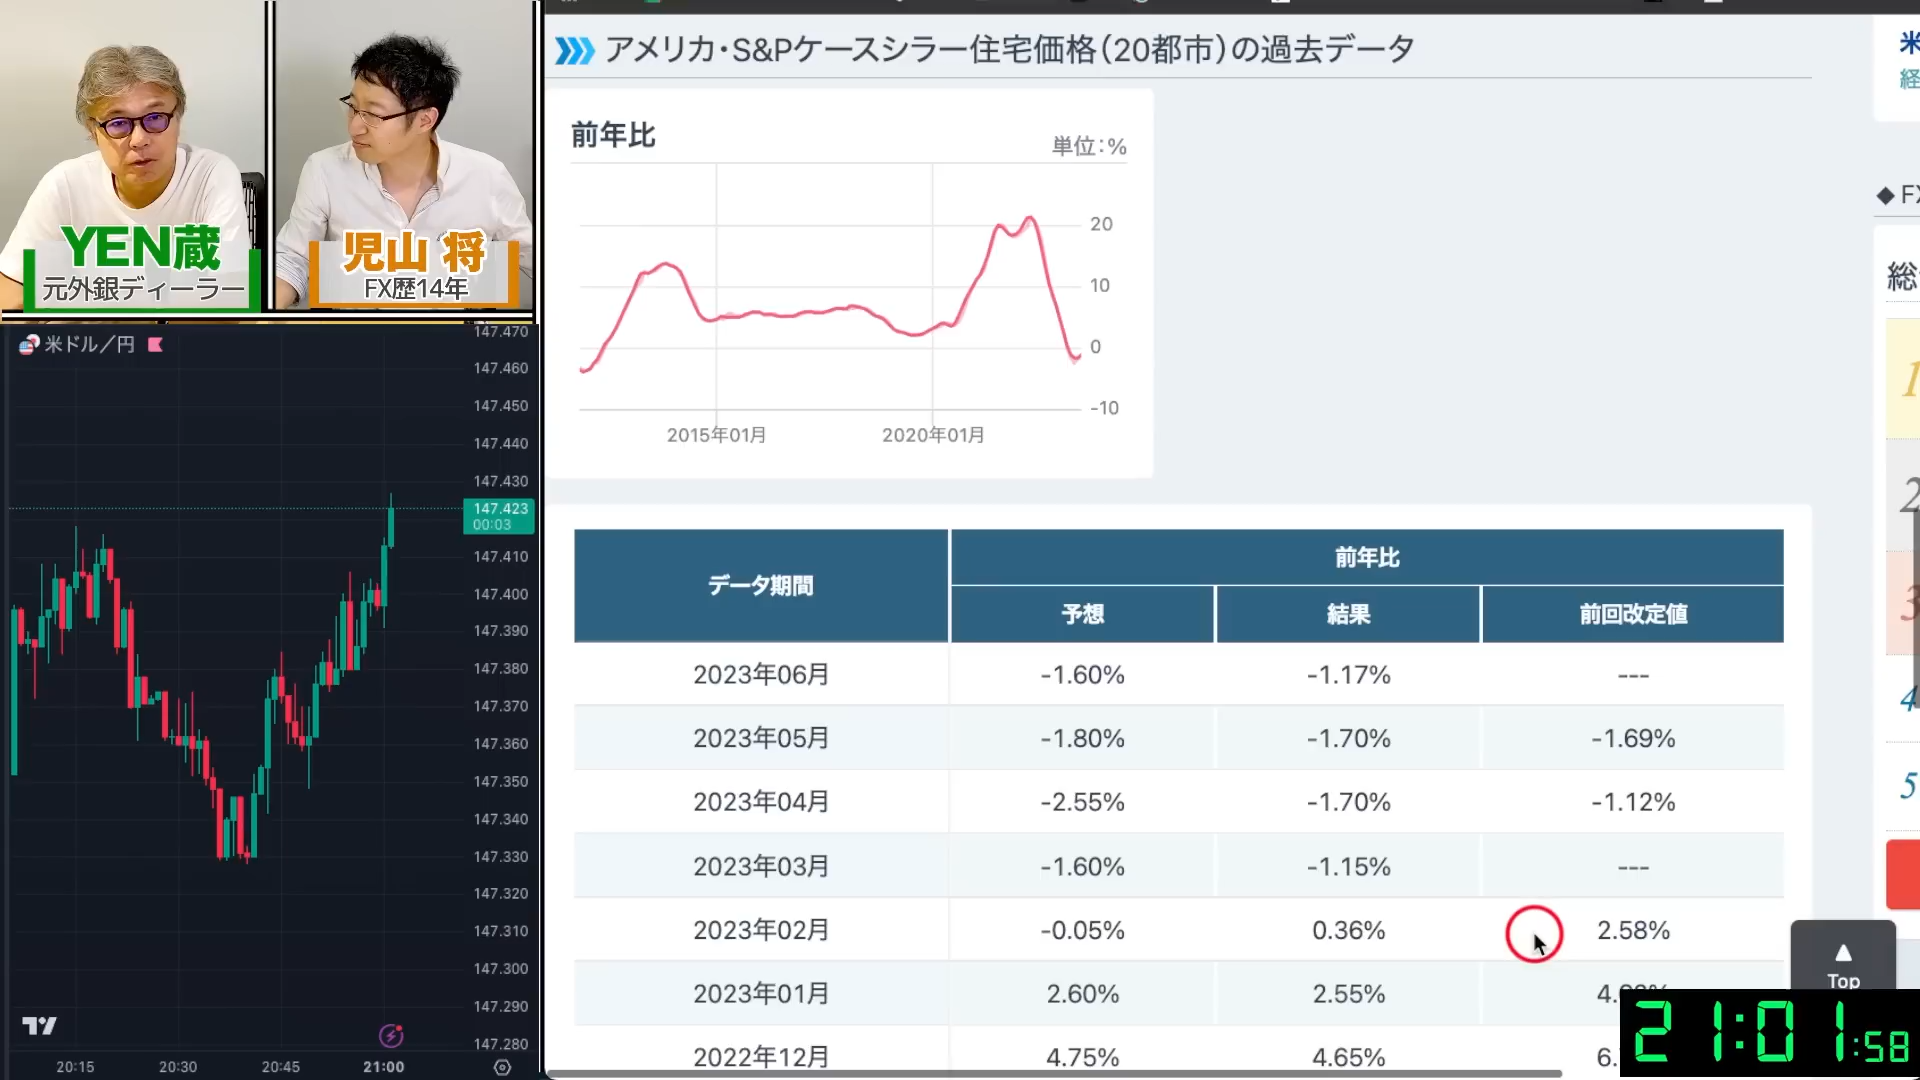 YEN蔵
元外銀ディーラー
児山 将
FX歴14年
米ドル／円
147.470
147.460
147.450
147.440
147.430
147.423
00:03
147.410
147.400
147.390
147.380
147.370
147.360
147.350
147.340
147.330
147.320
147.310
147.300
147.290
147.280
20:15 20:30 20:45 21:00
アメリカ・S&Pケースシラー住宅価格（20都市）の過去データ
前年比
単位：%
20
10
0
-10
2015年01月 2020年01月
データ期間 前年比
予想 結果 前回改定値
2023年06月 -1.60% -1.17% ---
2023年05月 -1.80% -1.70% -1.69%
2023年04月 -2.55% -1.70% -1.12%
2023年03月 -1.60% -1.15% ---
2023年02月 -0.05% 0.36% 2.58%
2023年01月 2.60% 2.55%
2022年12月 4.75% 4.65%
米
経
◆ FX
総
1
2
3
4
5
▲
Top
21:01:58